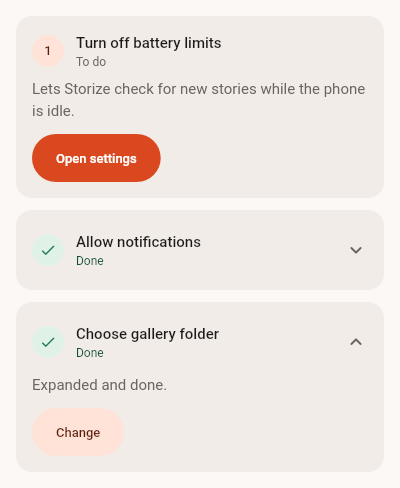 1
Turn off battery limits
To do
Lets Storize check for new stories while the phone
is idle.
Open settings
Allow notifications
Done
Choose gallery folder
Done
Expanded and done.
Change